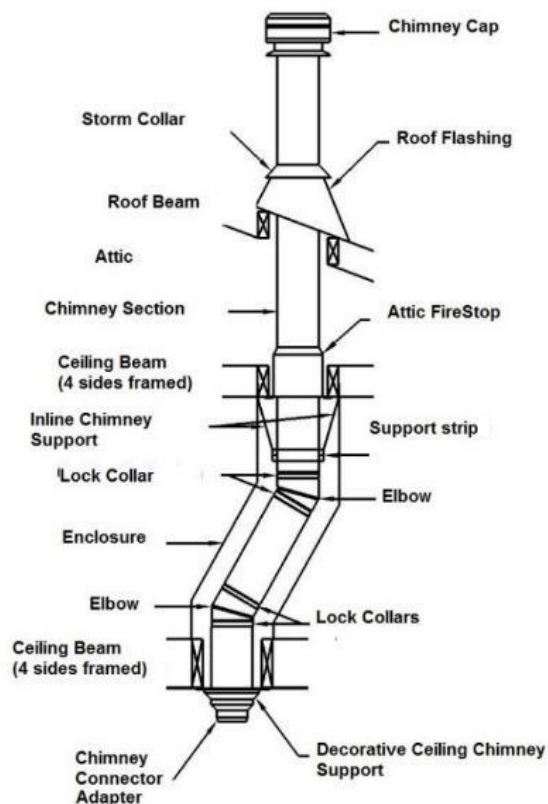 Chimney Cap
Storm Collar
Roof Flashing
Roof Beam
Attic
Chimney Section
Attic FireStop
Ceiling Beam
(4 sides framed)
Inline Chimney
Support
Support strip
Lock Collar
Elbow
Enclosure
Elbow
Lock Collars
Ceiling Beam
(4 sides framed)
Decorative Ceiling Chimney
Support
Chimney
Connector
Adapter